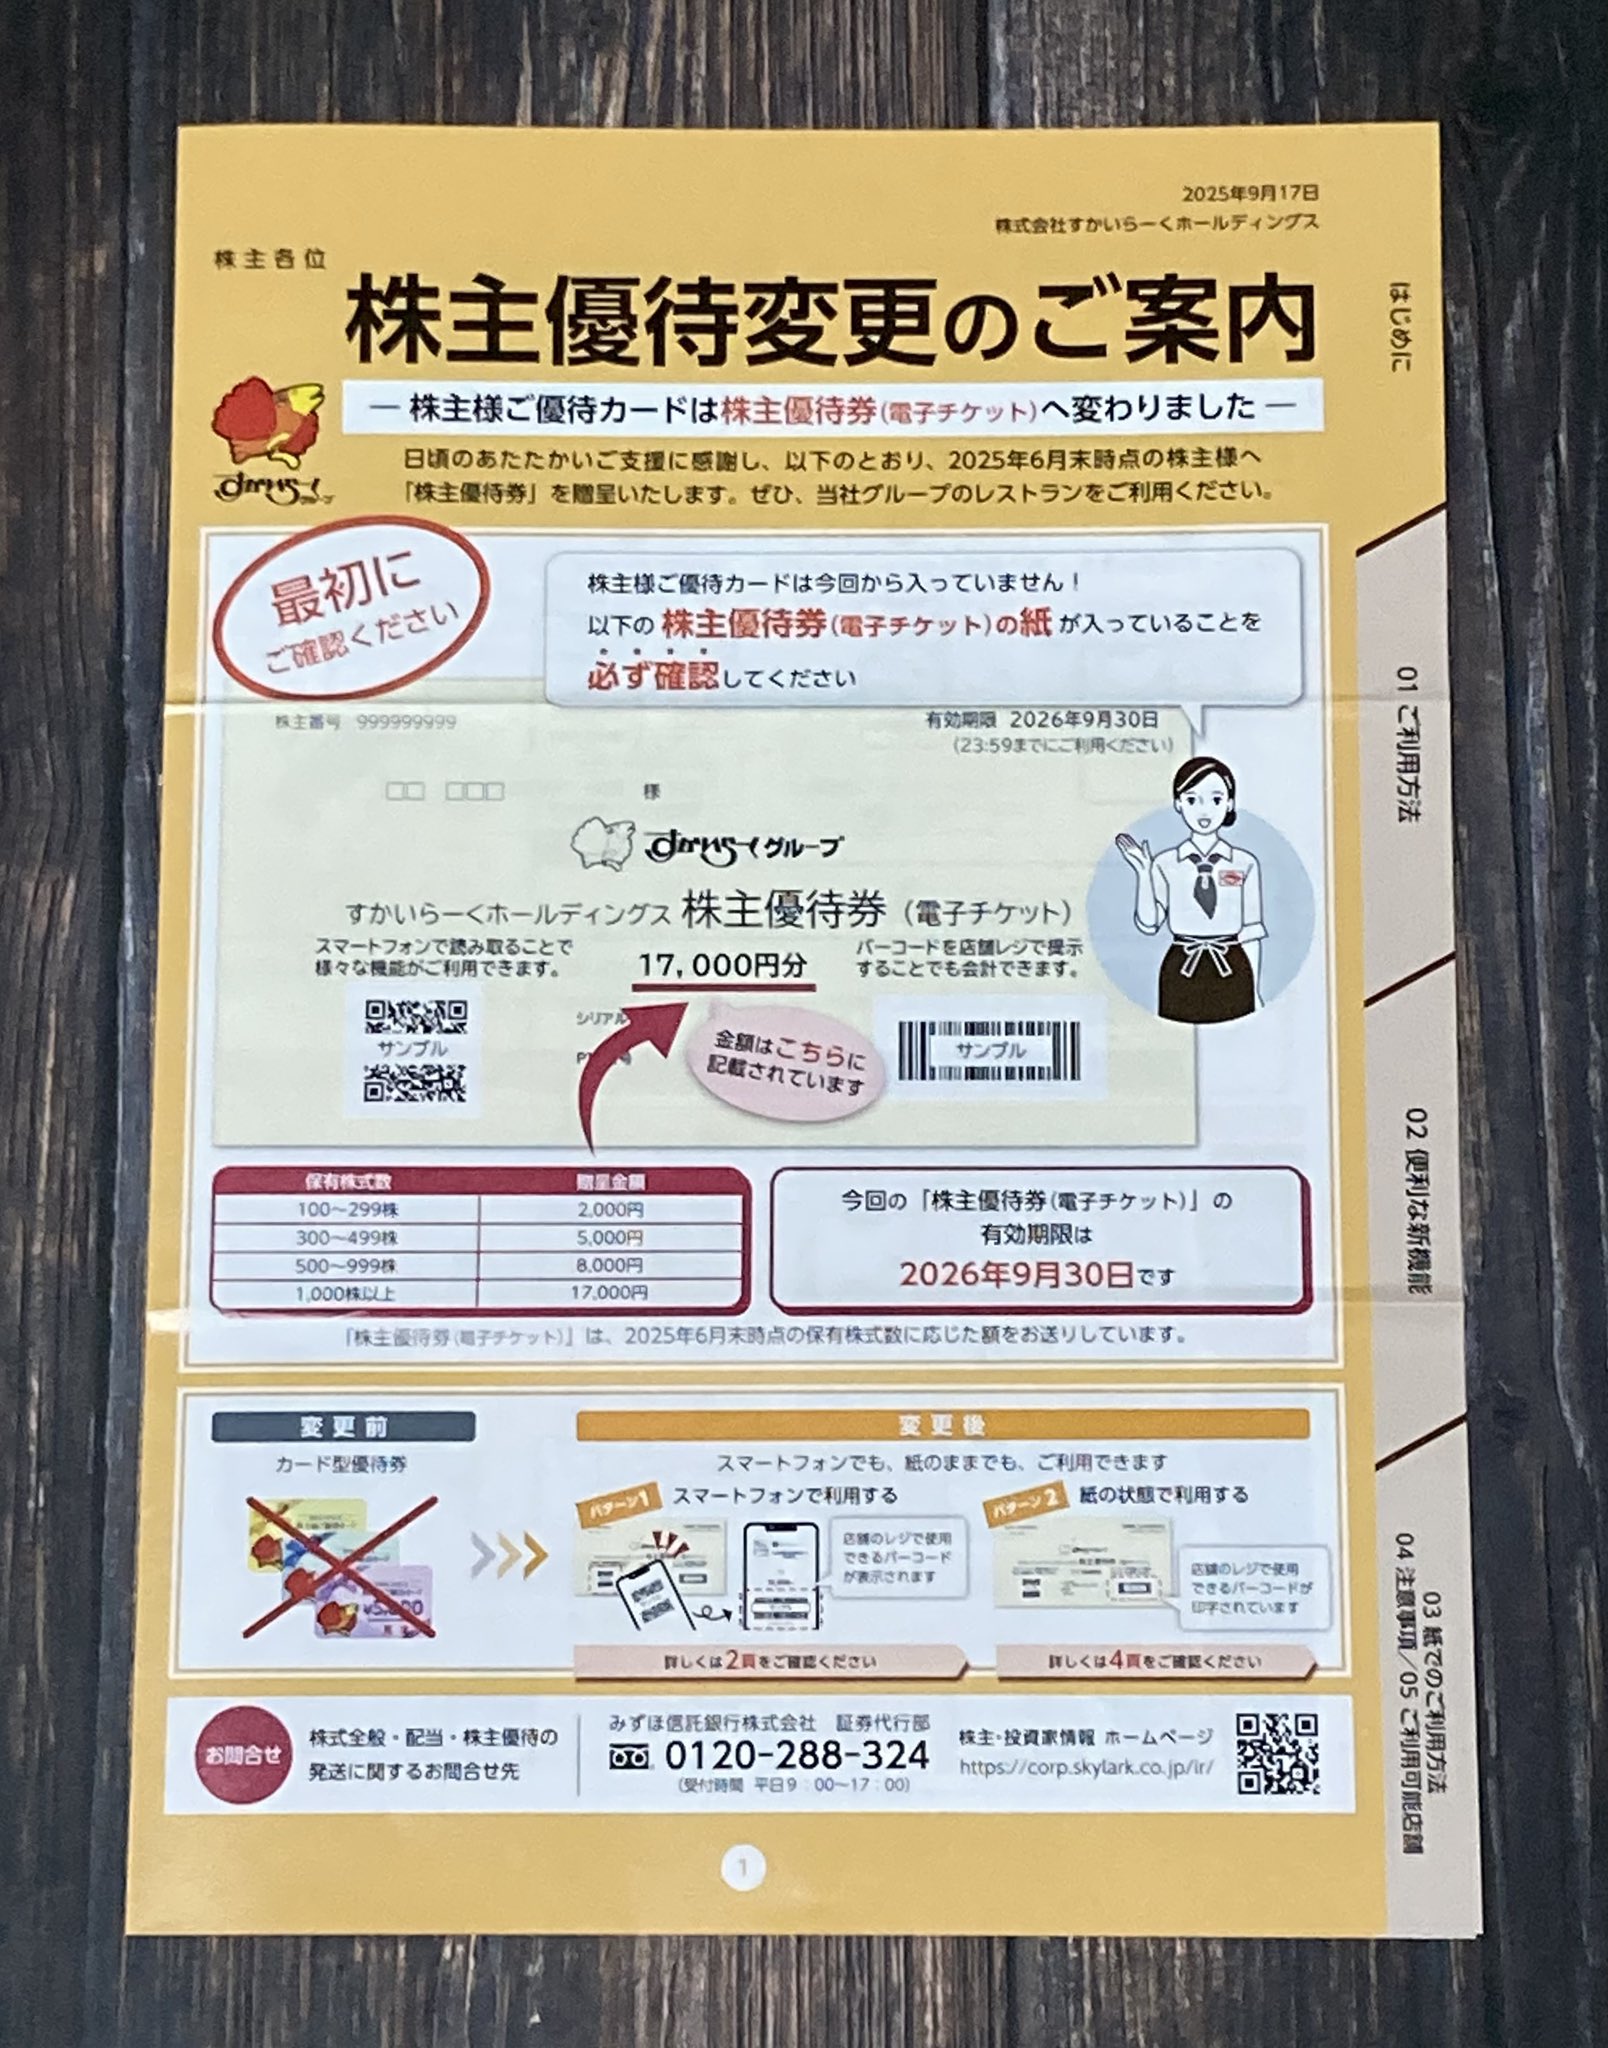 2025年9月17日
株式会社すかいらーくホールディングス
株主各位
株主優待変更のご案内
― 株主様ご優待カードは株主優待券(電子チケット)へ変わりました ―
すかいらーくグループ
日頃のあたたかいご支援に感謝し、以下のとおり、2025年6月末時点の株主様へ
「株主優待券」を贈呈いたします。ぜひ、当社グループのレストランをご利用ください。
最初に
ご確認ください
株主様ご優待カードは今回から入っていません！
以下の 株主優待券(電子チケット)の紙 が入っていることを
必ず確認してください
株主番号 999999999
有効期限 2026年9月30日
(23:59までにご利用ください)
□□ □□□ 様
すかいらーくグループ
すかいらーくホールディングス 株主優待券（電子チケット）
スマートフォンで読み取ることで
様々な機能がご利用できます。
17,000円分
バーコードを店舗レジで提示
することでも会計できます。
サンプル
シリアル
金額はこちらに
記載されています
サンプル
保有株式数 贈呈金額
100〜299株 2,000円
300〜499株 5,000円
500〜999株 8,000円
1,000株以上 17,000円
今回の「株主優待券(電子チケット)」の
有効期限は
2026年9月30日です
「株主優待券(電子チケット)」は、2025年6月末時点の保有株式数に応じた額をお送りしています。
変更前
カード型優待券
変更後
スマートフォンでも、紙のままでも、ご利用できます
パターン1 スマートフォンで利用する
店舗のレジで使用
できるバーコード
が表示されます
詳しくは2頁をご確認ください
パターン2 紙の状態で利用する
店舗のレジで使用
できるバーコードが
印字されています
詳しくは4頁をご確認ください
お問合せ
株式全般・配当・株主優待の
発送に関するお問合せ先
みずほ信託銀行株式会社 証券代行部
0120-288-324
(受付時間 平日9：00〜17：00)
株主・投資家情報 ホームページ
https://corp.skylark.co.jp/ir/
1
はじめに
01 ご利用方法
02 便利な新機能
03 紙でのご利用方法
04 注意事項／05 ご利用可能店舗